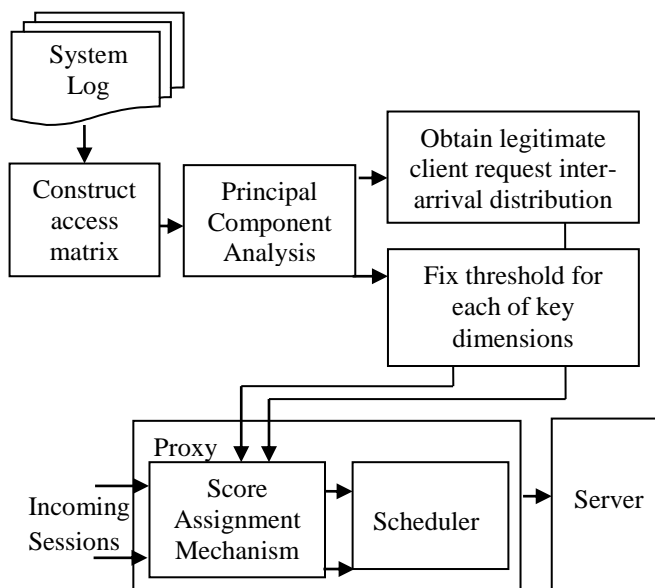 System
Log
Construct
access
matrix
Principal
Component
Analysis
Obtain legitimate
client request inter-
arrival distribution
Fix threshold for
each of key
dimensions
Proxy
Incoming
Sessions
Score
Assignment
Mechanism
Scheduler
Server